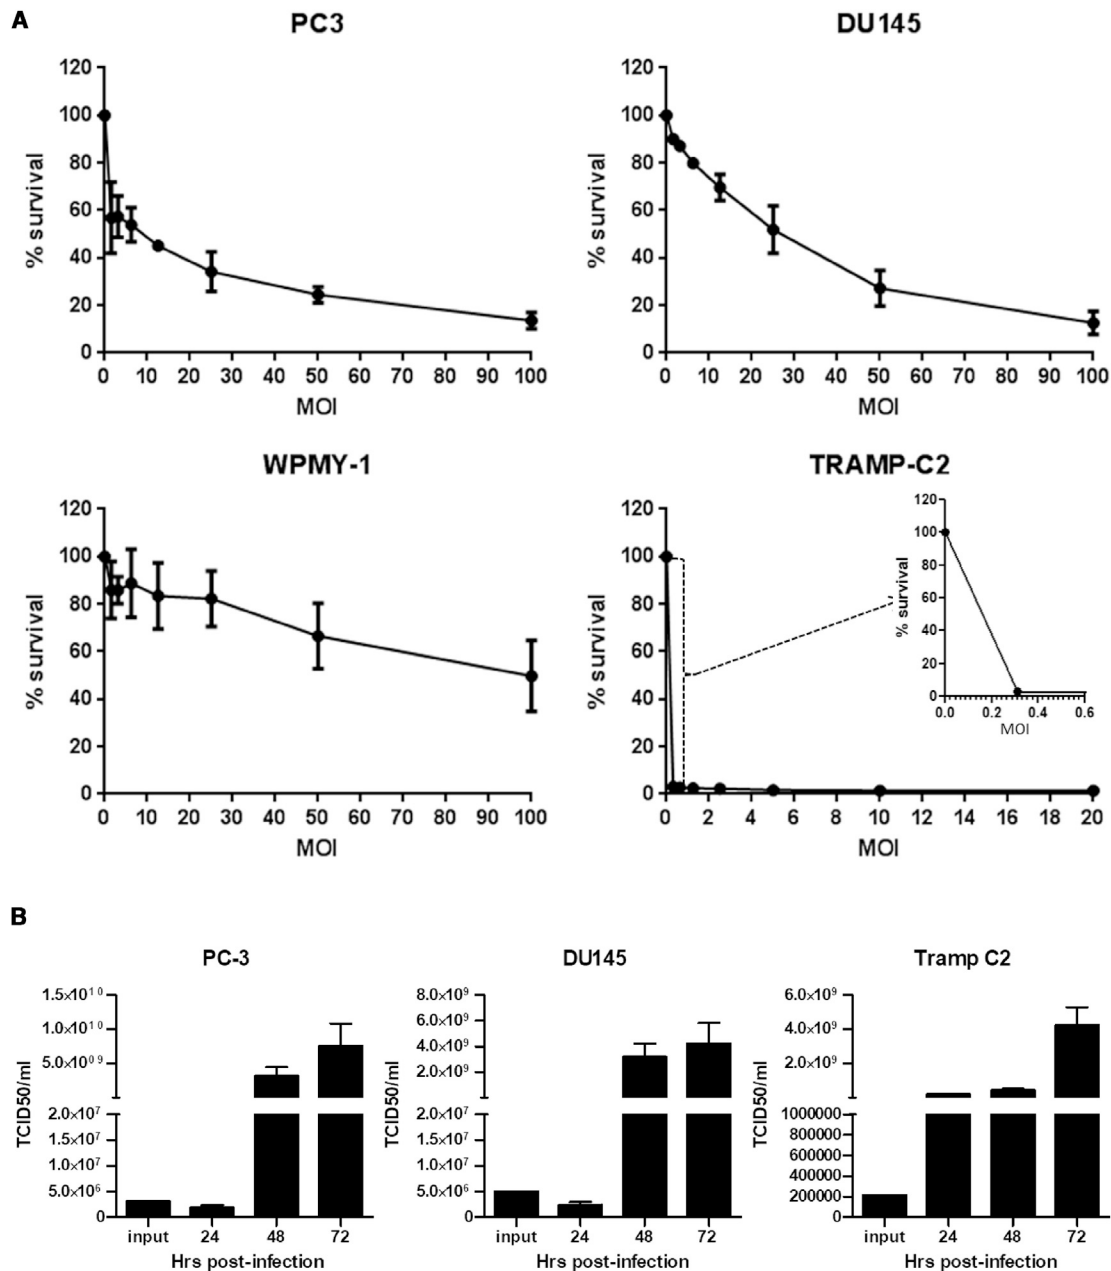 A
PC3
DU145
120
100
80
60
40
20
0
% survival
0 10 20 30 40 50 60 70 80 90 100
MOI
120
100
80
60
40
20
0
% survival
0 10 20 30 40 50 60 70 80 90 100
MOI
WPMY-1
TRAMP-C2
120
100
80
60
40
20
0
% survival
0 10 20 30 40 50 60 70 80 90 100
MOI
120
100
80
60
40
20
0
% survival
0 2 4 6 8 10 12 14 16 18 20
MOI
120
100
80
60
40
20
0
% survival
0.0 0.2 0.4 0.6
MOI
B
PC-3
DU145
Tramp C2
1.5×10¹⁰
1.0×10¹⁰
5.0×10⁰⁹
2.0×10⁷
1.5×10⁷
1.0×10⁷
5.0×10⁶
0
TCID50/ml
input 24 48 72
Hrs post-infection
8.0×10⁹
6.0×10⁹
4.0×10⁹
2.0×10⁹
2.0×10⁷
1.5×10⁷
1.0×10⁷
5.0×10⁶
0
TCID50/ml
input 24 48 72
Hrs post-infection
6.0×10⁹
4.0×10⁹
2.0×10⁹
1000000
800000
600000
400000
200000
0
TCID50/ml
input 24 48 72
Hrs post-infection